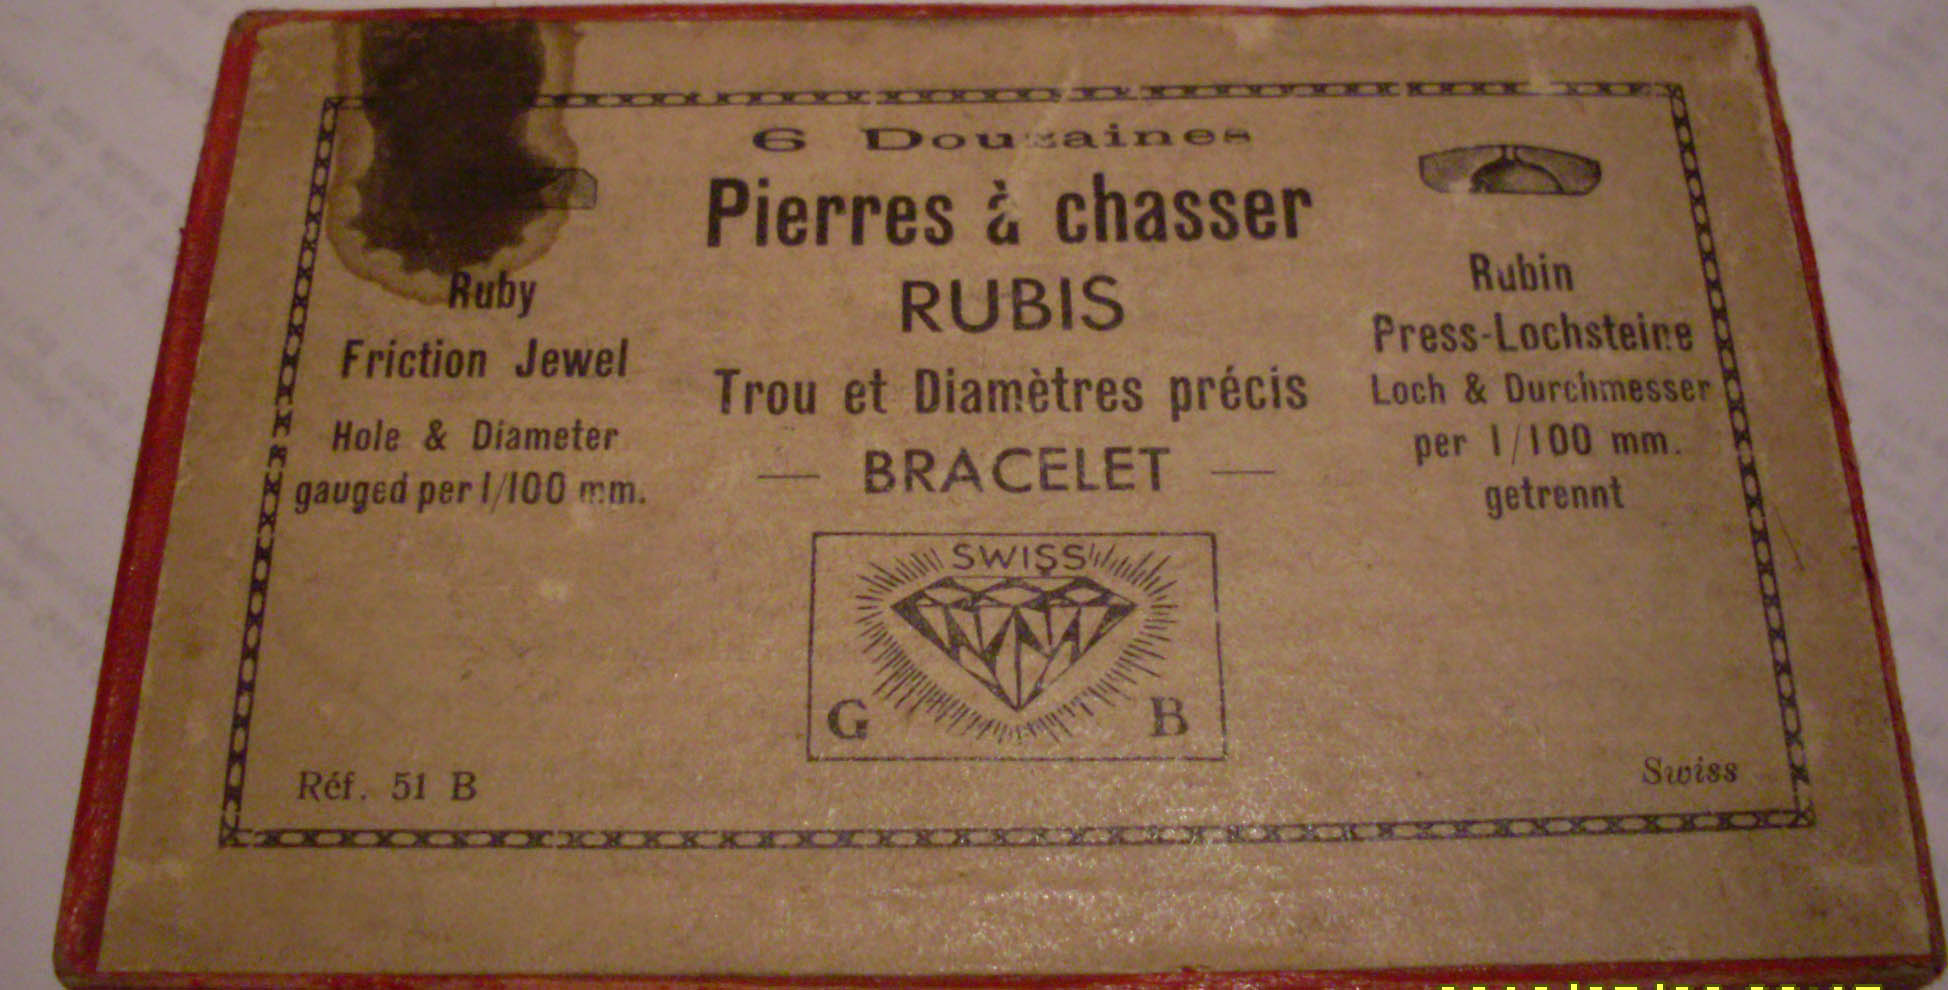 6 Douzaines
Pierres à chasser
RUBIS
Trou et Diamètres précis
— BRACELET —
Ruby
Friction Jewel
Hole & Diameter
gauged per 1/100 mm.
Rubin
Press-Lochsteine
Loch & Durchmesser
per 1/100 mm.
getrennt
SWISS
G B
Réf. 51 B
Swiss